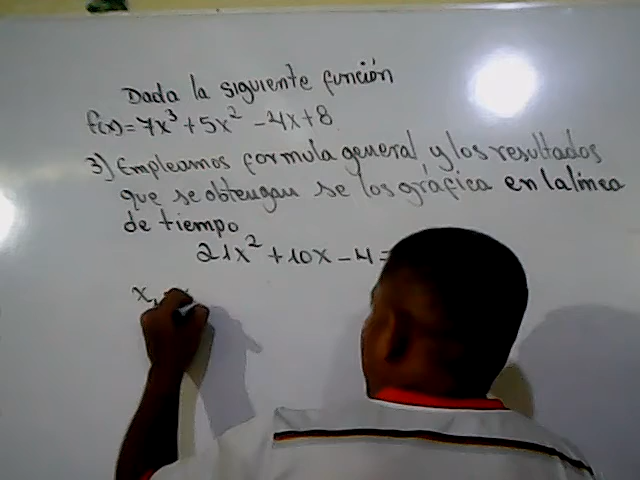 Dada la siguiente función
f(x)=7x³+5x²-4x+8
3) Empleamos formula general y los resultados
que se obtengan se los gráfica en la línea
de tiempo
21x²+10x-4=
x,